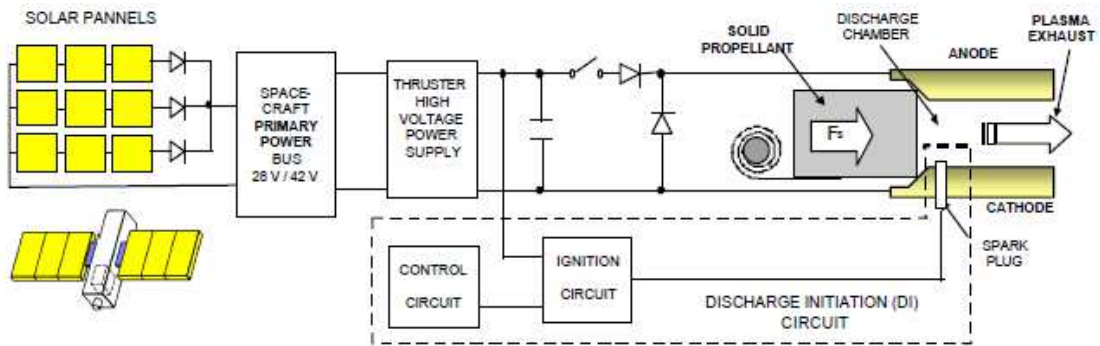 SOLAR PANNELS
SPACE-
CRAFT
PRIMARY
POWER
BUS
28 V / 42 V
THRUSTER
HIGH
VOLTAGE
POWER
SUPPLY
SOLID
PROPELLANT
Fs
DISCHARGE
CHAMBER
ANODE
PLASMA
EXHAUST
CATHODE
SPARK
PLUG
CONTROL
CIRCUIT
IGNITION
CIRCUIT
DISCHARGE INITIATION (DI)
CIRCUIT